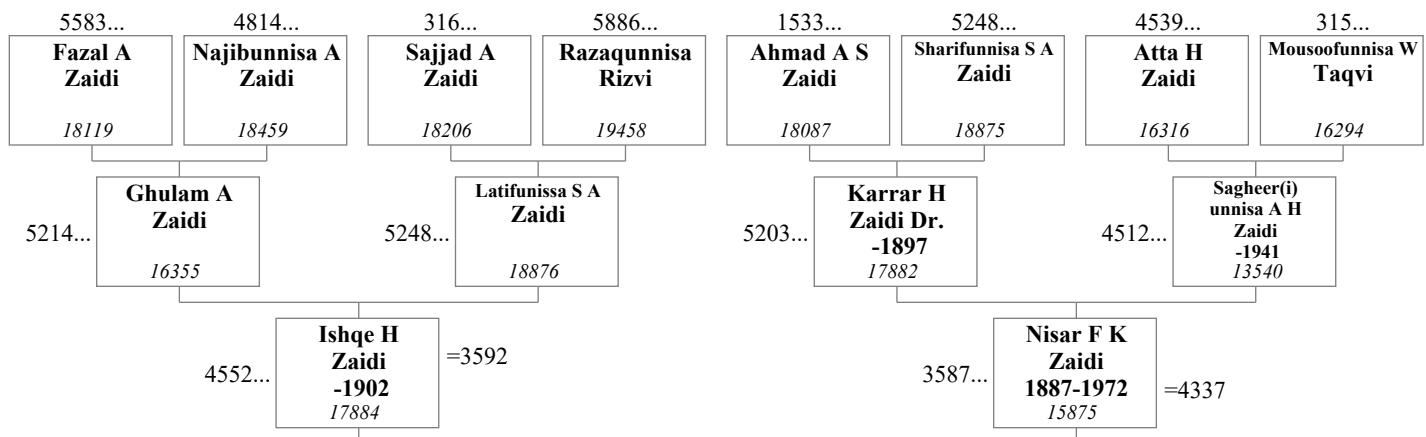 5583... 4814... 316... 5886... 1533... 5248... 4539... 315...
Fazal A
Zaidi
18119
Najibunnisa A
Zaidi
18459
Sajjad A
Zaidi
18206
Razaqunnisa
Rizvi
19458
Ahmad A S
Zaidi
18087
Sharifunnisa S A
Zaidi
18875
Atta H
Zaidi
16316
Mousoofunnisa W
Taqvi
16294
5214...
Ghulam A
Zaidi
16355
5248...
Latifunissa S A
Zaidi
18876
5203...
Karrar H
Zaidi Dr.
-1897
17882
4512...
Sagheer(i)
unnisa A H
Zaidi
-1941
13540
4552...
Ishqe H
Zaidi
-1902
17884
=3592
3587...
Nisar F K
Zaidi
1887-1972
15875
=4337